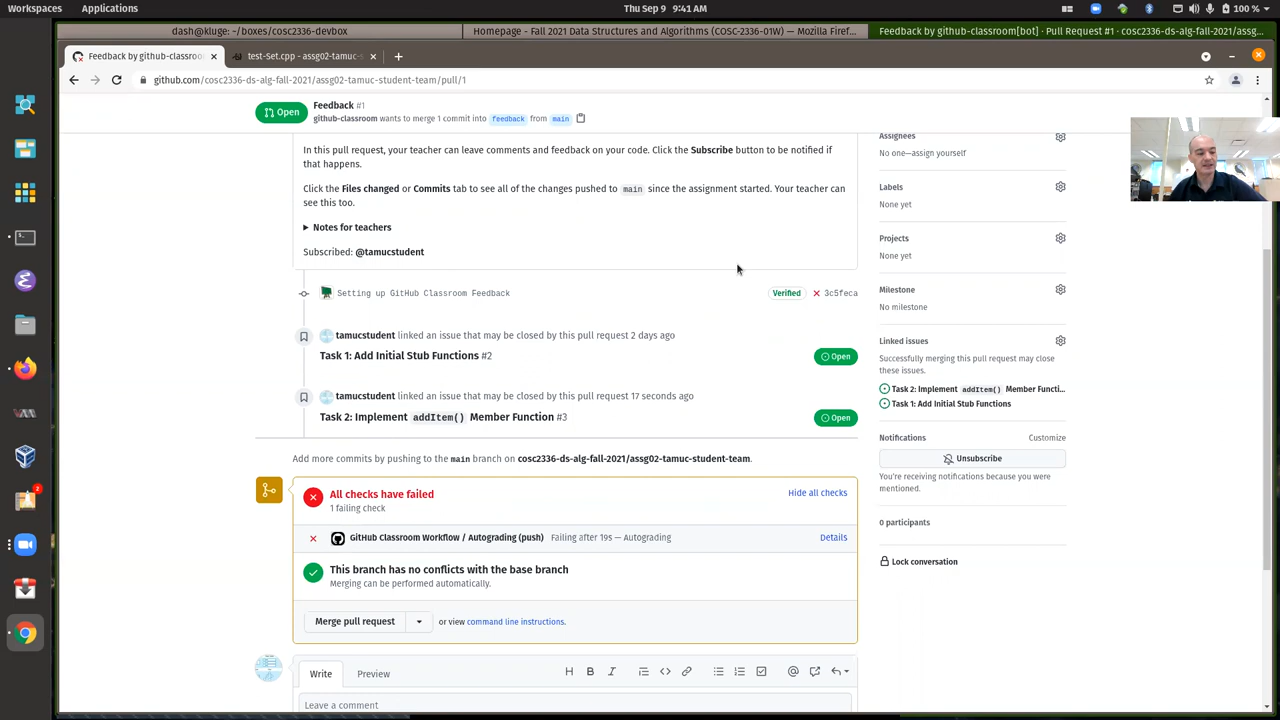 Workspaces
Applications
Thu Sep 9
9:41 AM
100 %
dash@kluge: ~/boxes/cosc2336-devbox
Homepage - Fall 2021 Data Structures and Algorithms (COSC-2336-01W) — Mozilla Firef...
Feedback by github-classroom[bot] · Pull Request #1 · cosc2336-ds-alg-fall-2021/assg...
Feedback by github-classroo
test-Set.cpp - assg02-tamuc-s
github.com/cosc2336-ds-alg-fall-2021/assg02-tamuc-student-team/pull/1
Open
Feedback #1
github-classroom wants to merge 1 commit into feedback from main
In this pull request, your teacher can leave comments and feedback on your code. Click the Subscribe button to be notified if
that happens.
Click the Files changed or Commits tab to see all of the changes pushed to main since the assignment started. Your teacher can
see this too.
Notes for teachers
Subscribed: @tamucstudent
Setting up GitHub Classroom Feedback
Verified
3c5feca
tamucstudent linked an issue that may be closed by this pull request 2 days ago
Task 1: Add Initial Stub Functions #2
Open
tamucstudent linked an issue that may be closed by this pull request 17 seconds ago
Task 2: Implement addItem() Member Function #3
Open
Add more commits by pushing to the main branch on cosc2336-ds-alg-fall-2021/assg02-tamuc-student-team.
All checks have failed
1 failing check
Hide all checks
GitHub Classroom Workflow / Autograding (push) Failing after 19s — Autograding
Details
This branch has no conflicts with the base branch
Merging can be performed automatically.
Merge pull request
or view command line instructions.
Write
Preview
H B I
Leave a comment
Assignees
No one—assign yourself
Labels
None yet
Projects
None yet
Milestone
No milestone
Linked issues
Successfully merging this pull request may close
these issues.
Task 2: Implement addItem() Member Functi...
Task 1: Add Initial Stub Functions
Notifications
Customize
Unsubscribe
You're receiving notifications because you were
mentioned.
0 participants
Lock conversation
2